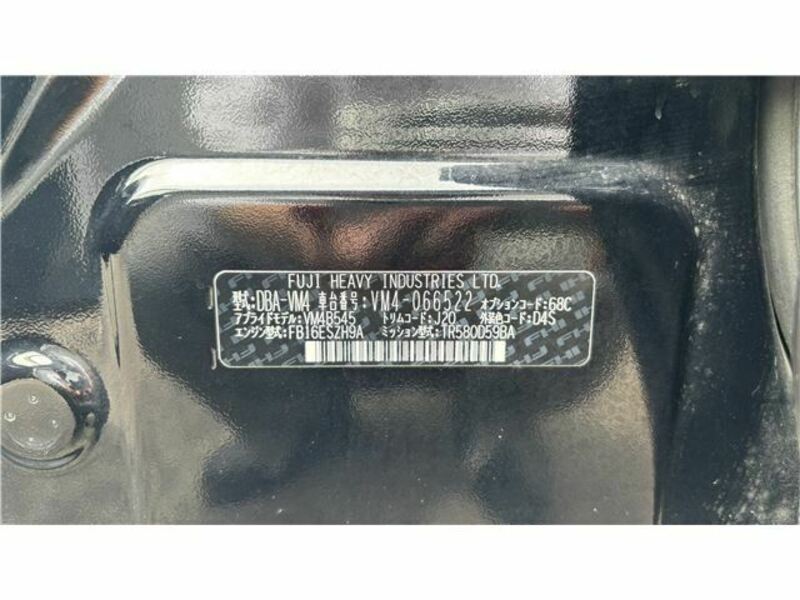 FUJI HEAVY INDUSTRIES LTD.
型式:DBA-VM4 車台番号:VM4-066522 オプションコード:68C
アプライドモデル:VM4B545 トリムコード:J20 外装色コード:D4S
エンジン型式:FB16ESZH9A ミッション型式:TR580D59BA